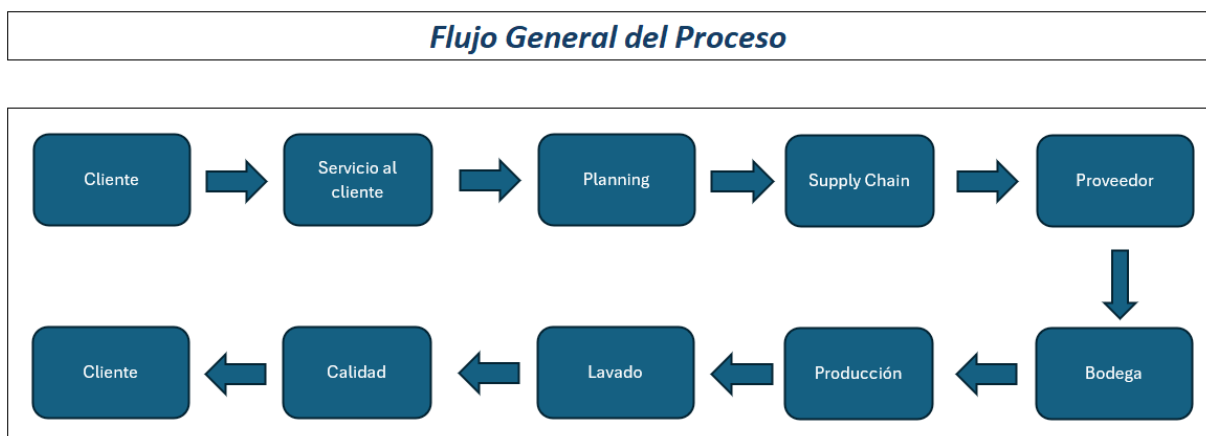 Flujo General del Proceso
Cliente
Servicio al
cliente
Planning
Supply Chain
Proveedor
Cliente
Calidad
Lavado
Producción
Bodega